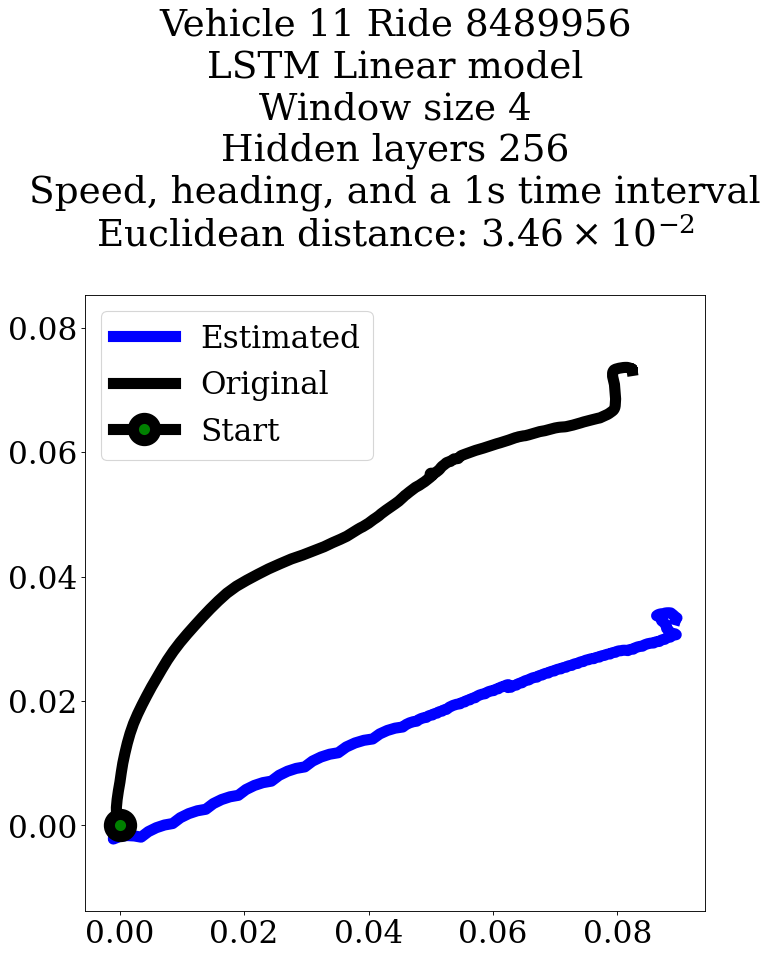 Vehicle 11 Ride 8489956
LSTM Linear model
Window size 4
Hidden layers 256
Speed, heading, and a 1s time interval
Euclidean distance: 3.46 × 10⁻²
Estimated
Original
Start
0.08
0.06
0.04
0.02
0.00
0.00 0.02 0.04 0.06 0.08